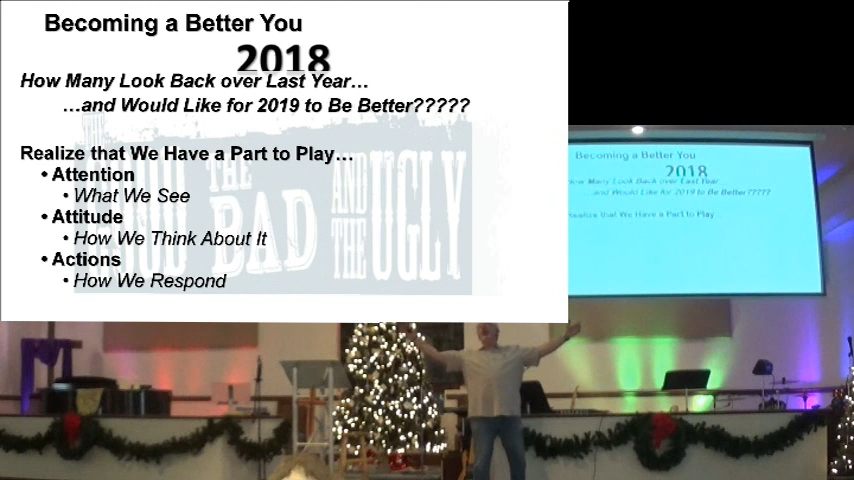 Becoming a Better You
2018
How Many Look Back over Last Year…
…and Would Like for 2019 to Be Better?????
Realize that We Have a Part to Play…
• Attention
• What We See
• Attitude
• How We Think About It
• Actions
• How We Respond
THE GOOD THE BAD AND THE UGLY
Becoming a Better You
2018
How Many Look Back over Last Year
...and Would Like for 2019 to Be Better?????
Realize that We Have a Part to Play